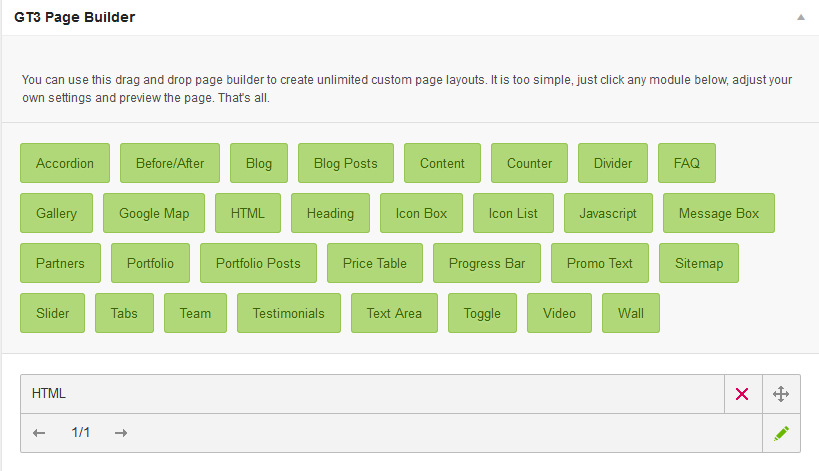 GT3 Page Builder
You can use this drag and drop page builder to create unlimited custom page layouts. It is too simple, just click any module below, adjust your
own settings and preview the page. That's all.
Accordion Before/After Blog Blog Posts Content Counter Divider FAQ
Gallery Google Map HTML Heading Icon Box Icon List Javascript Message Box
Partners Portfolio Portfolio Posts Price Table Progress Bar Promo Text Sitemap
Slider Tabs Team Testimonials Text Area Toggle Video Wall
HTML
1/1